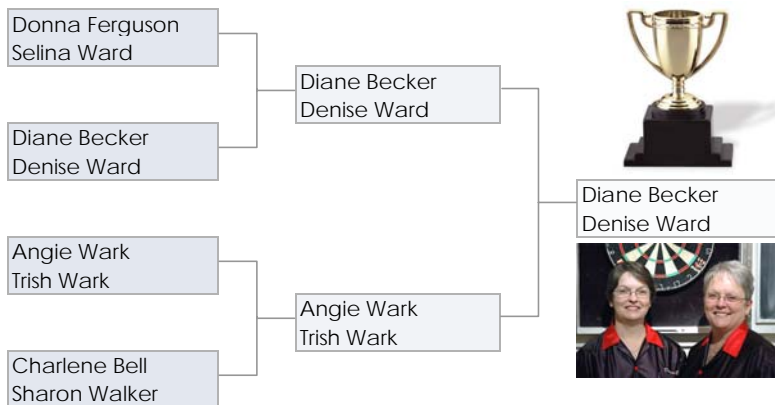 Donna Ferguson
Selina Ward
Diane Becker
Denise Ward
Diane Becker
Denise Ward
Diane Becker
Denise Ward
Angie Wark
Trish Wark
Angie Wark
Trish Wark
Charlene Bell
Sharon Walker